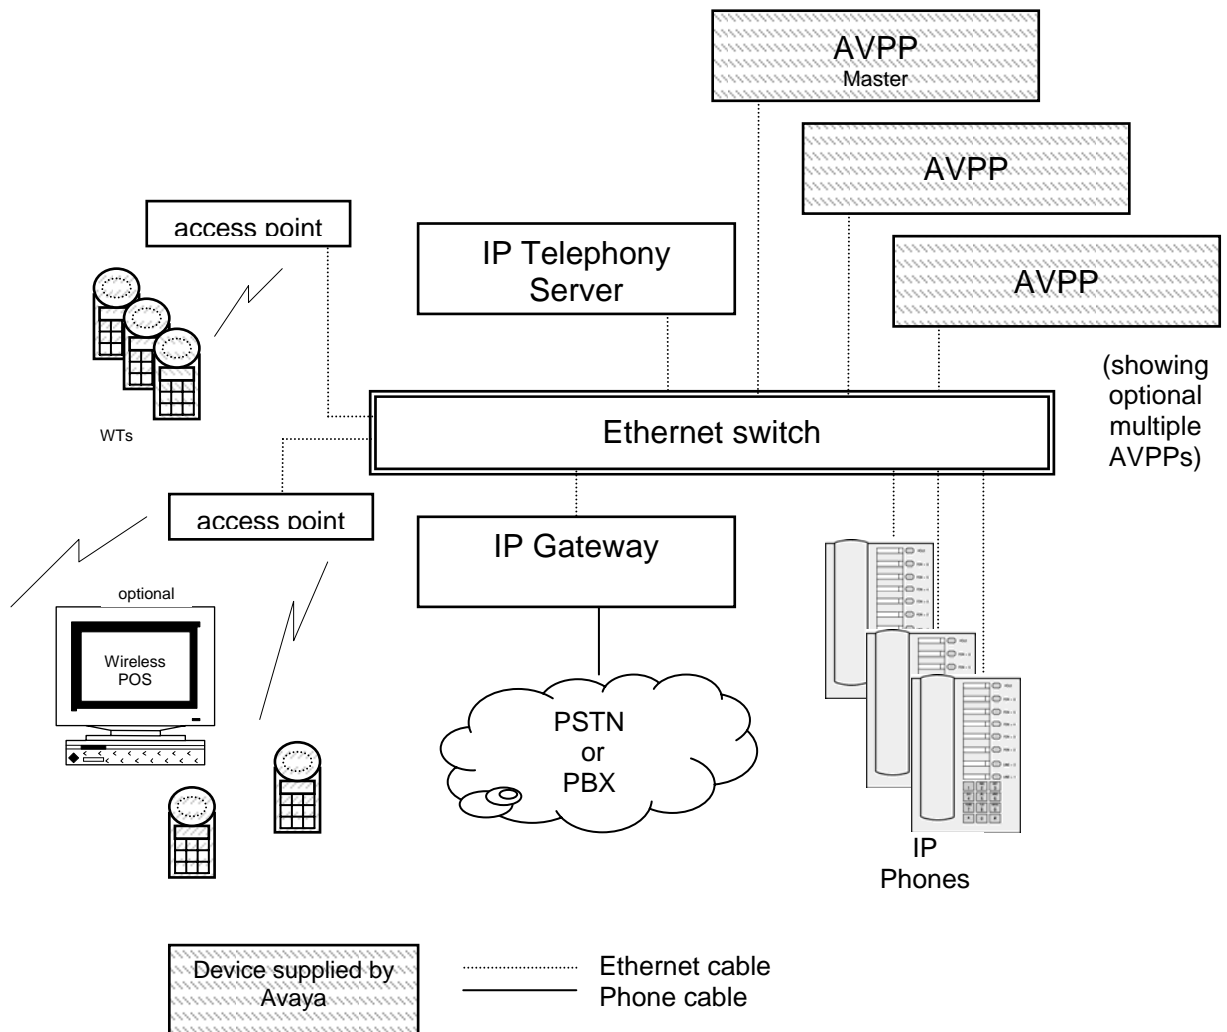 AVPP
Master
AVPP
AVPP
access point
IP Telephony
Server
(showing
optional
multiple
AVPPs)
WTs
Ethernet switch
access point
IP Gateway
optional
Wireless
POS
PSTN
or
PBX
IP
Phones
Device supplied by
Avaya
Ethernet cable
Phone cable